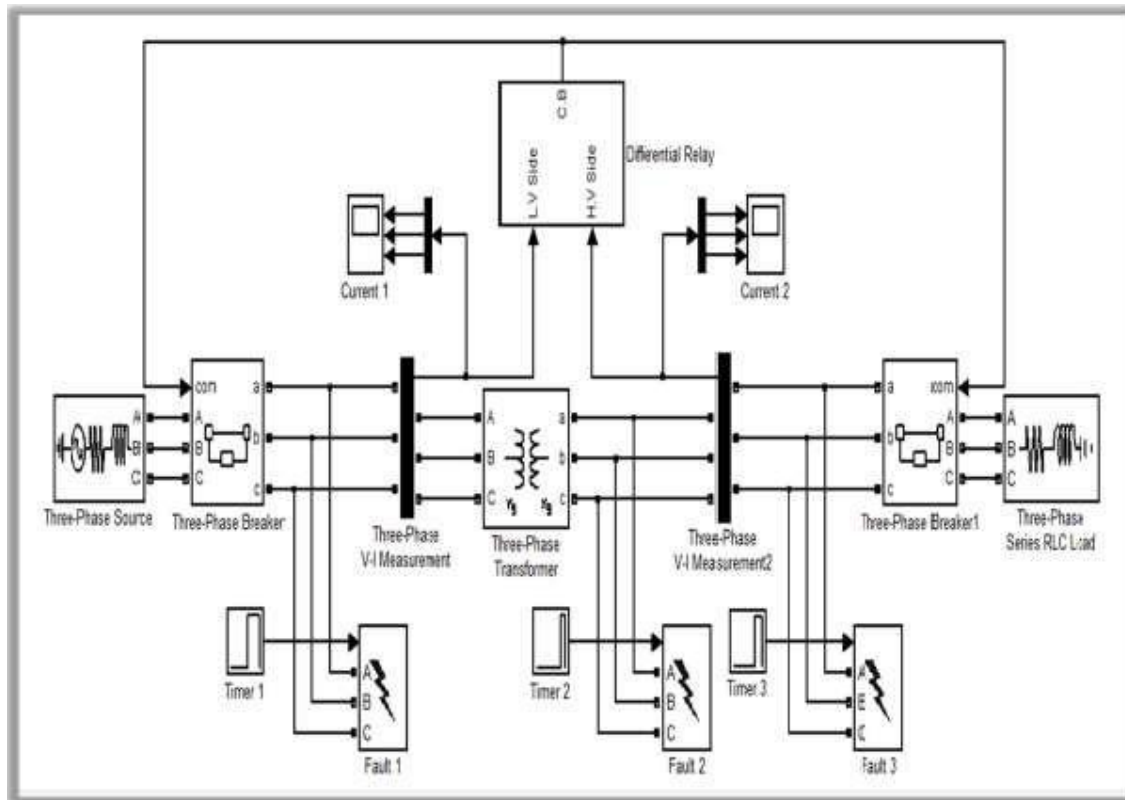 C.B
L.V Side
H.V Side
Differential Relay
Current 1
Current 2
com
a
A
A
B
B
b
C
C
c
Three-Phase Source
Three-Phase Breaker
A
B
C
a
b
c
Yg
Yg
Three-Phase
V-I Measurement
Three-Phase
Transformer
Three-Phase
V-I Measurement2
a
com
A
A
b
B
B
c
C
C
Three-Phase Breaker1
Three-Phase
Series RLC Load
Timer 1
A
B
C
Fault 1
Timer 2
A
B
C
Fault 2
Timer 3
A
B
C
Fault 3